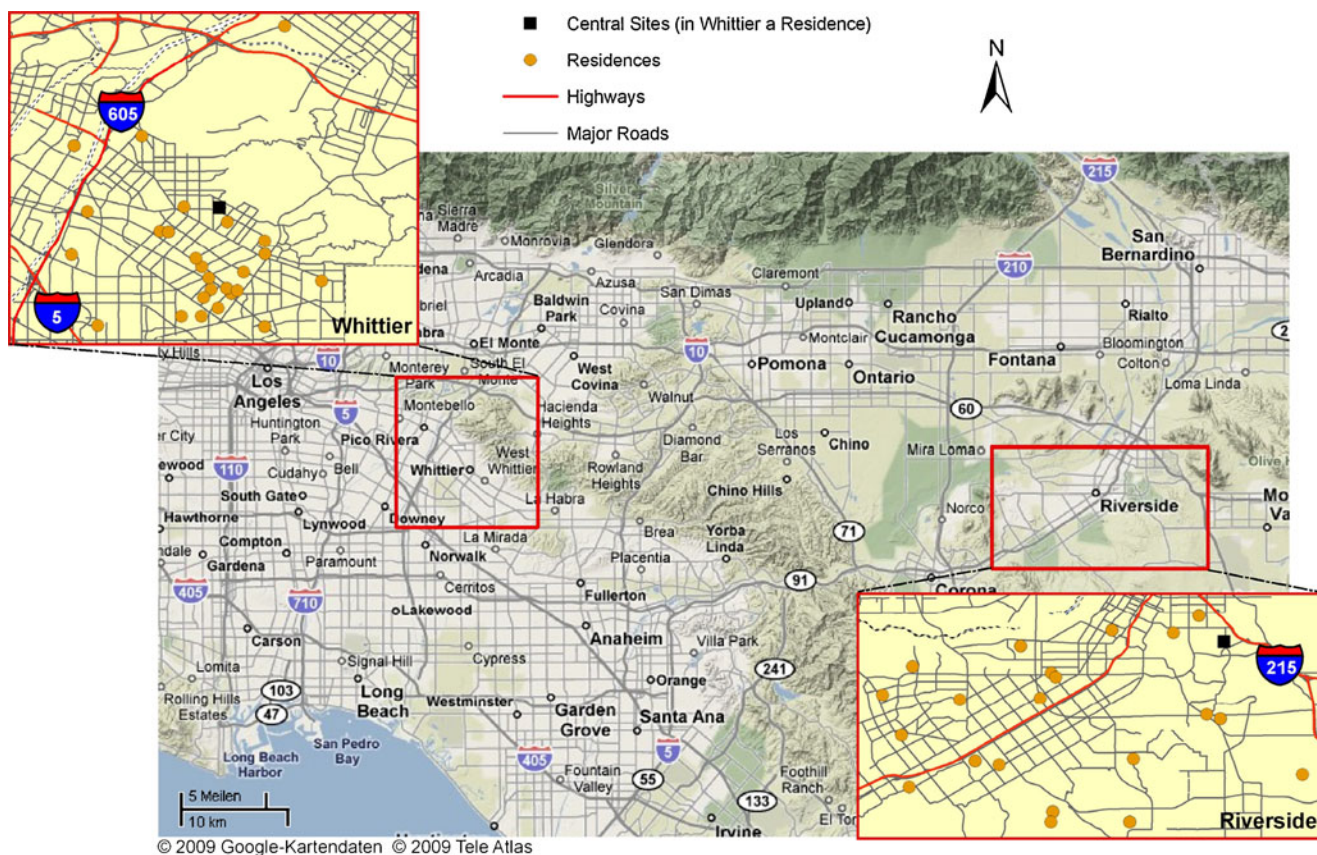 Central Sites (in Whittier a Residence)
Residences
Highways
Major Roads
N
605
5
Whittier
215
Silver
Mountain
Sierra
Madre
Monrovia
Glendora
San
Bernardino
Arcadia
Azusa
Claremont
210
Baldwin
Park
Covina
San Dimas
Upland
Rancho
Cucamonga
Rialto
El Monte
Montclair
Bloomington
Colton
Fontana
10
Monterey
Park
South El
Monte
West
Covina
10
Pomona
Ontario
Loma Linda
Los
Angeles
Walnut
Montebello
5
Hacienda
Heights
60
Huntington
Park
Pico Rivera
Diamond
Bar
Los
Serranos
Chino
Mira Loma
110
Cudahy
Bell
Whittier
West
Whittier
Rowland
Heights
South Gate
La Habra
Chino Hills
Norco
Riverside
Hawthorne
Lynwood
Downey
Brea
Yorba
Linda
71
Compton
Paramount
La Mirada
Norwalk
Placentia
Gardena
Cerritos
91
405
710
Lakewood
Fullerton
Corona
Carson
Anaheim
Villa Park
Lomita
Signal Hill
Cypress
241
Rolling Hills
Estates
103
Long
Beach
Orange
47
Westminster
Garden
Grove
Santa Ana
Long Beach
Harbor
San Pedro
Bay
405
5
Fountain
Valley
55
Foothill
Ranch
133
Irvine
5 Meilen
10 km
215
Riverside
© 2009 Google-Kartendaten © 2009 Tele Atlas